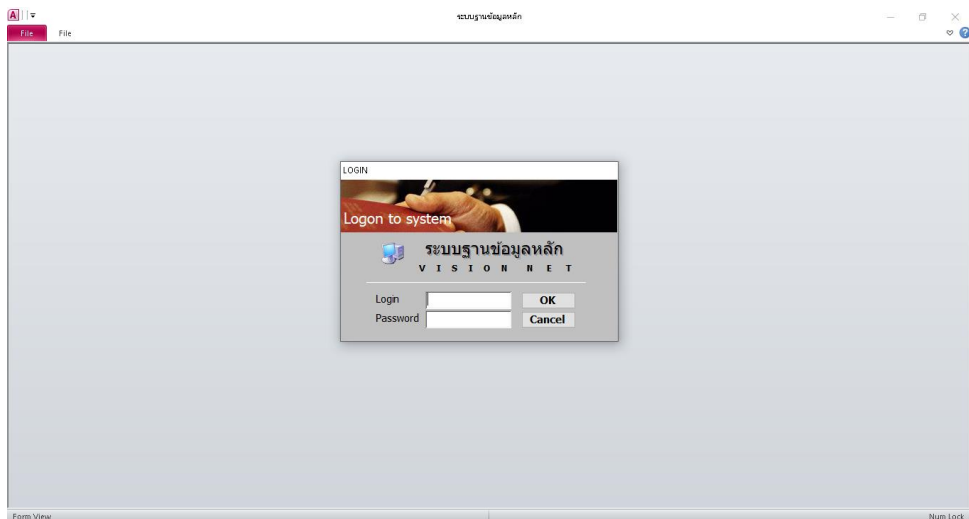 ระบบฐานข้อมูลหลัก
File File
LOGIN
Logon to system
ระบบฐานข้อมูลหลัก
VISION NET
Login
OK
Password
Cancel
Form View
Num Lock